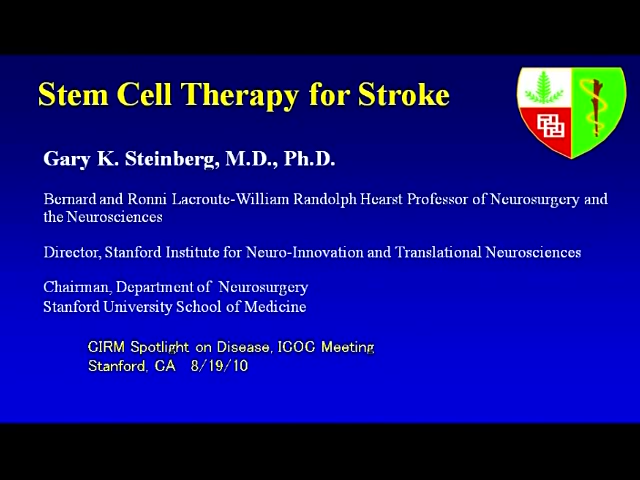 Stem Cell Therapy for Stroke
Gary K. Steinberg, M.D., Ph.D.
Bernard and Ronni Lacroute-William Randolph Hearst Professor of Neurosurgery and
the Neurosciences
Director, Stanford Institute for Neuro-Innovation and Translational Neurosciences
Chairman, Department of Neurosurgery
Stanford University School of Medicine
CIRM Spotlight on Disease, ICOC Meeting
Stanford, CA 8/19/10